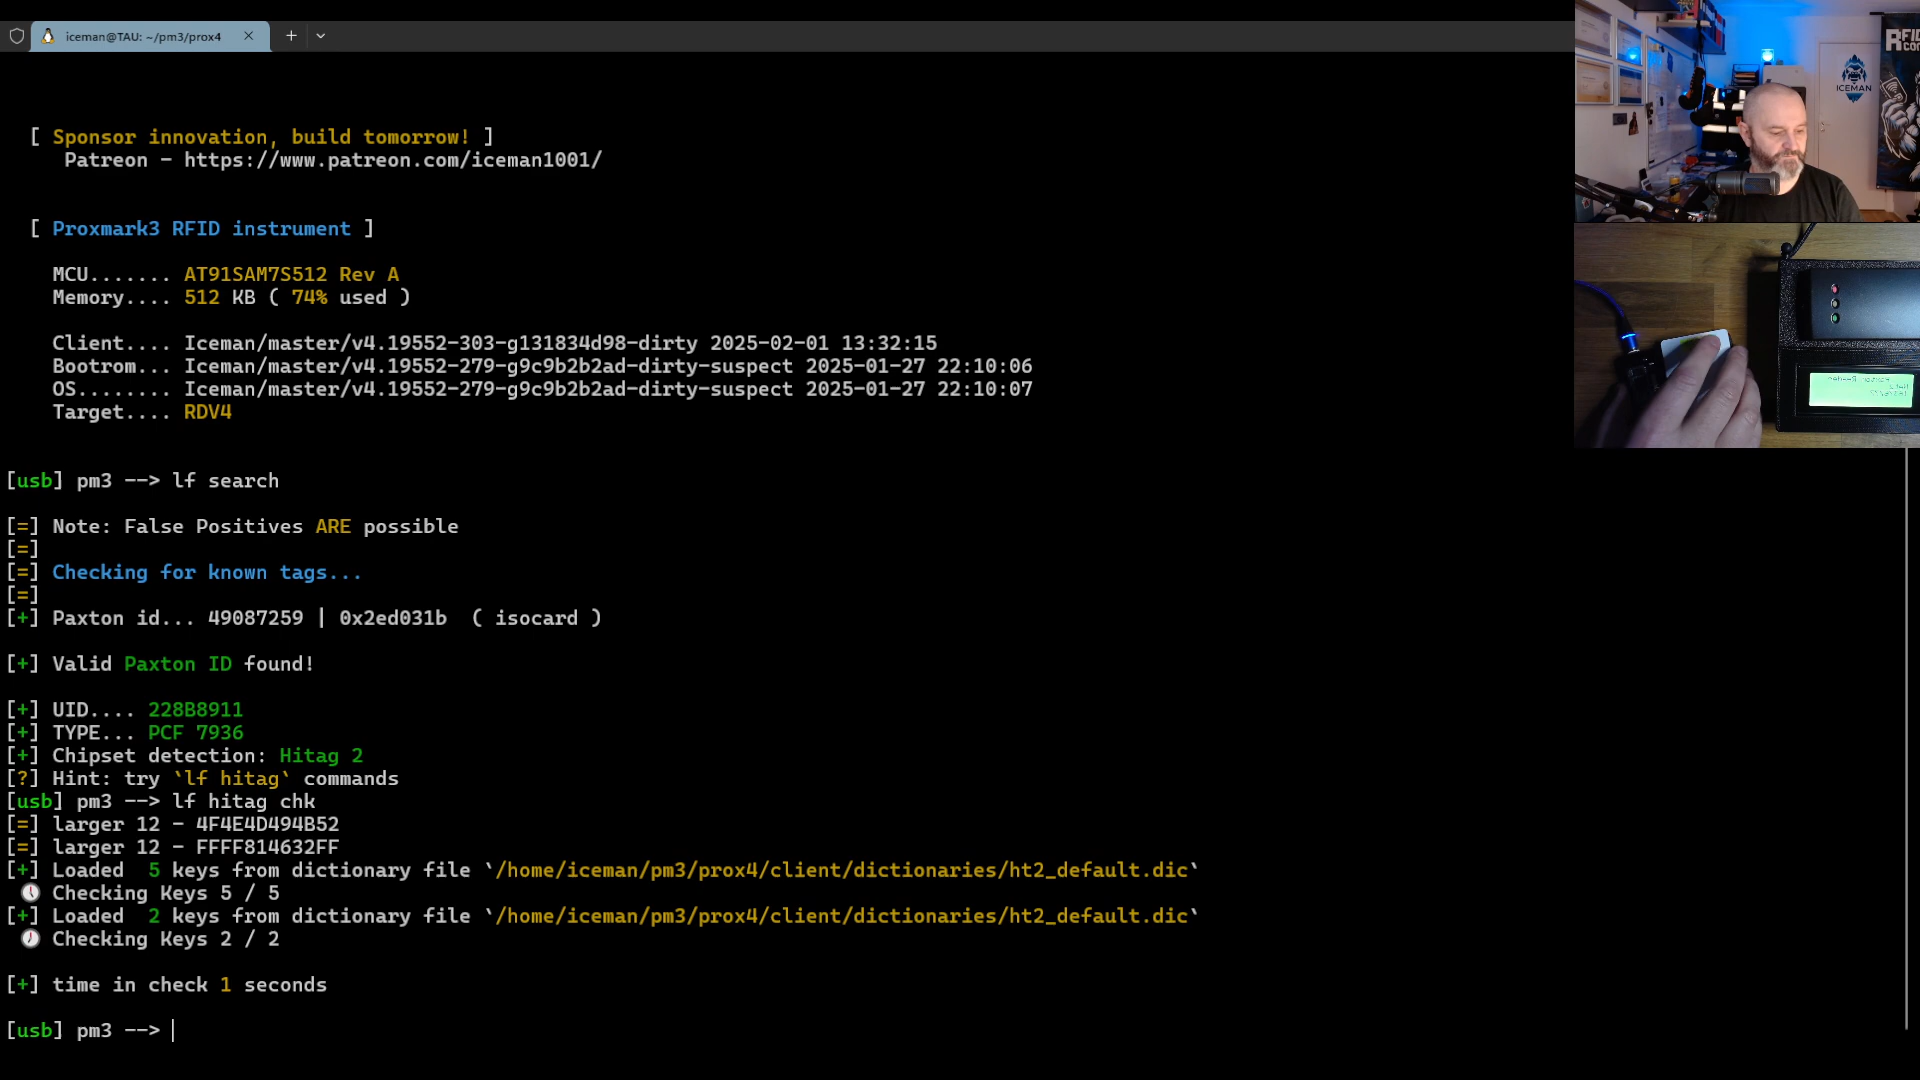 iceman@TAU: ~/pm3/prox4
[ Sponsor innovation, build tomorrow! ]
Patreon - https://www.patreon.com/iceman1001/
[ Proxmark3 RFID instrument ]
MCU....... AT91SAM7S512 Rev A
Memory.... 512 KB ( 74% used )
Client.... Iceman/master/v4.19552-303-g131834d98-dirty 2025-02-01 13:32:15
Bootrom... Iceman/master/v4.19552-279-g9c9b2b2ad-dirty-suspect 2025-01-27 22:10:06
OS........ Iceman/master/v4.19552-279-g9c9b2b2ad-dirty-suspect 2025-01-27 22:10:07
Target.... RDV4
[usb] pm3 --> lf search
[=] Note: False Positives ARE possible
[=]
[=] Checking for known tags...
[=]
[+] Paxton id... 49087259 | 0x2ed031b ( isocard )
[+] Valid Paxton ID found!
[+] UID.... 228B8911
[+] TYPE... PCF 7936
[+] Chipset detection: Hitag 2
[?] Hint: try `lf hitag` commands
[usb] pm3 --> lf hitag chk
[=] larger 12 - 4F4E4D494B52
[=] larger 12 - FFFF814632FF
[+] Loaded 5 keys from dictionary file `/home/iceman/pm3/prox4/client/dictionaries/ht2_default.dic`
Checking Keys 5 / 5
[+] Loaded 2 keys from dictionary file `/home/iceman/pm3/prox4/client/dictionaries/ht2_default.dic`
Checking Keys 2 / 2
[+] time in check 1 seconds
[usb] pm3 -->
ICEMAN